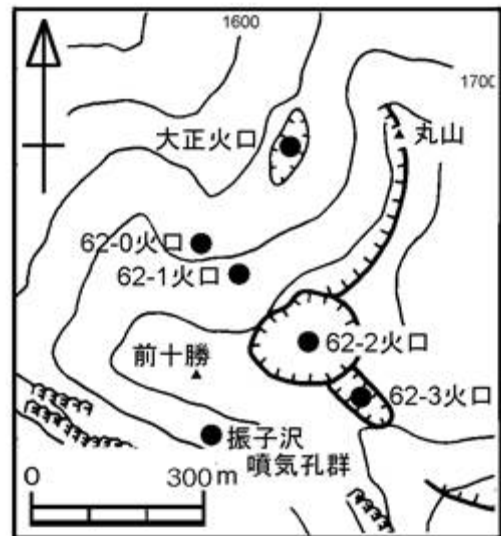 1600
1700
大正火口
丸山
62-0火口
62-1火口
62-2火口
前十勝
62-3火口
振子沢
噴気孔群
0 300m